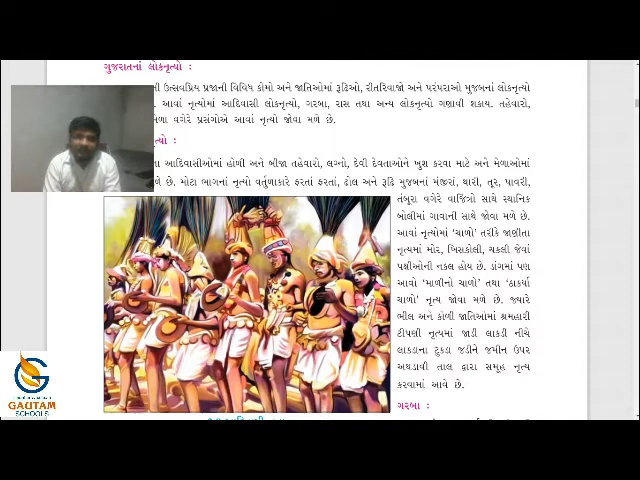 ગુજરાતનાં લોકનૃત્યો :
ઉત્સવપ્રિય પ્રજાની વિવિધ કોમો અને જાતિઓમાં રૂઢિઓ, રીતરિવાજો અને પરંપરાઓ મુજબનાં લોકનૃત્યો
આવાં નૃત્યોમાં આદિવાસી લોકનૃત્યો, ગરબા, રાસ તથા અન્ય લોકનૃત્યો ગણાવી શકાય. તહેવારો,
વગેરે પ્રસંગોએ આવાં નૃત્યો જોવા મળે છે.
આદિવાસીઓમાં હોળી અને બીજા તહેવારો, લગ્નો, દેવી દેવતાઓને ખુશ કરવા માટે અને મેળાઓમાં
છે. મોટા ભાગનાં નૃત્યો વર્તુળાકારે ફરતાં ફરતાં, ઢોલ અને રૂઢિ મુજબનાં મંજીરાં, થારી, તૂર, પાવરી,
તંબૂરા વગેરે વાજિંત્રો સાથે સ્થાનિક
બોલીમાં ગાવાની સાથે જોવા મળે છે.
આવાં નૃત્યોમાં 'ચાળો' તરીકે જાણીતા
નૃત્યમાં મોર, ખિસકોલી, ચકલી જેવાં
પક્ષીઓની નકલ હોય છે. ડાંગમાં પણ
આવો 'માળીનો ચાળો' તથા 'ઠાકર્યા
ચાળો' નૃત્ય જોવા મળે છે. જ્યારે
ભીલ અને કોળી જાતિઓમાં શ્રમહારી
ટીપણી નૃત્યમાં જાડી લાકડી નીચે
લાકડાના ટુકડા જડીને જમીન ઉપર
અથડાવી તાલ દ્વારા સમૂહ નૃત્ય
કરવામાં આવે છે.
ગરબા :
GAUTAM
SCHOOLS